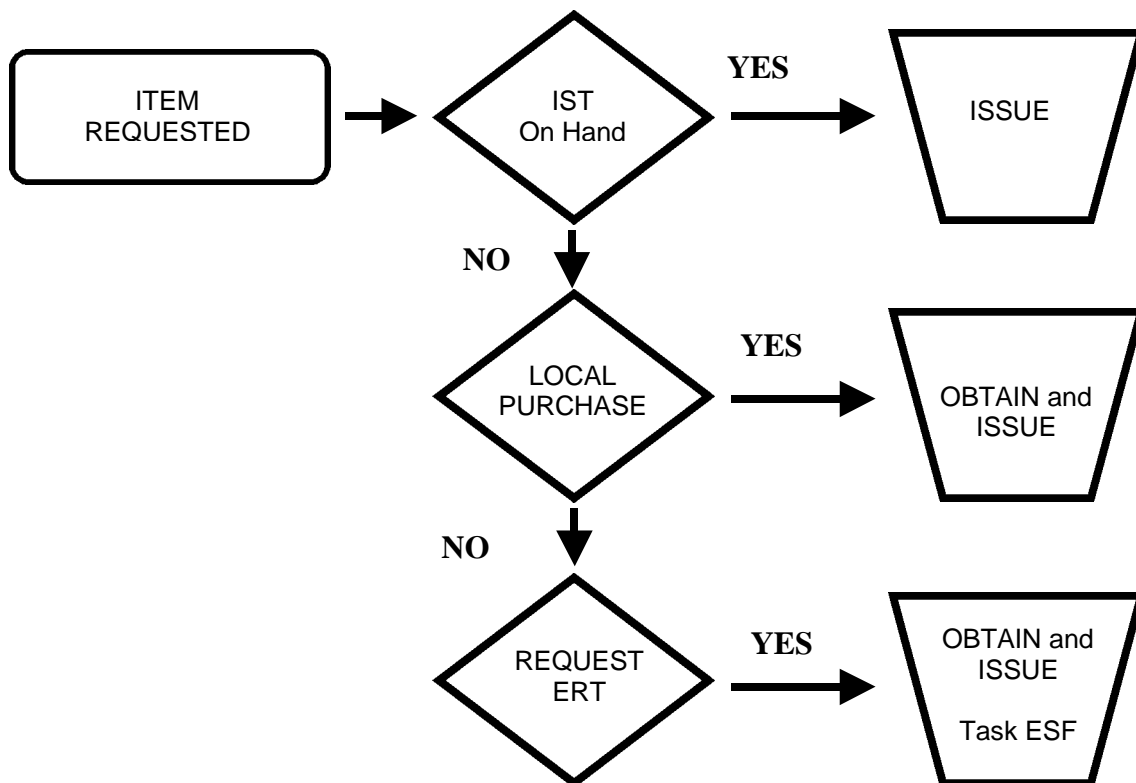 ITEM
REQUESTED
IST
On Hand
YES
ISSUE
NO
LOCAL
PURCHASE
YES
OBTAIN and
ISSUE
NO
REQUEST
ERT
YES
OBTAIN and
ISSUE
Task ESF